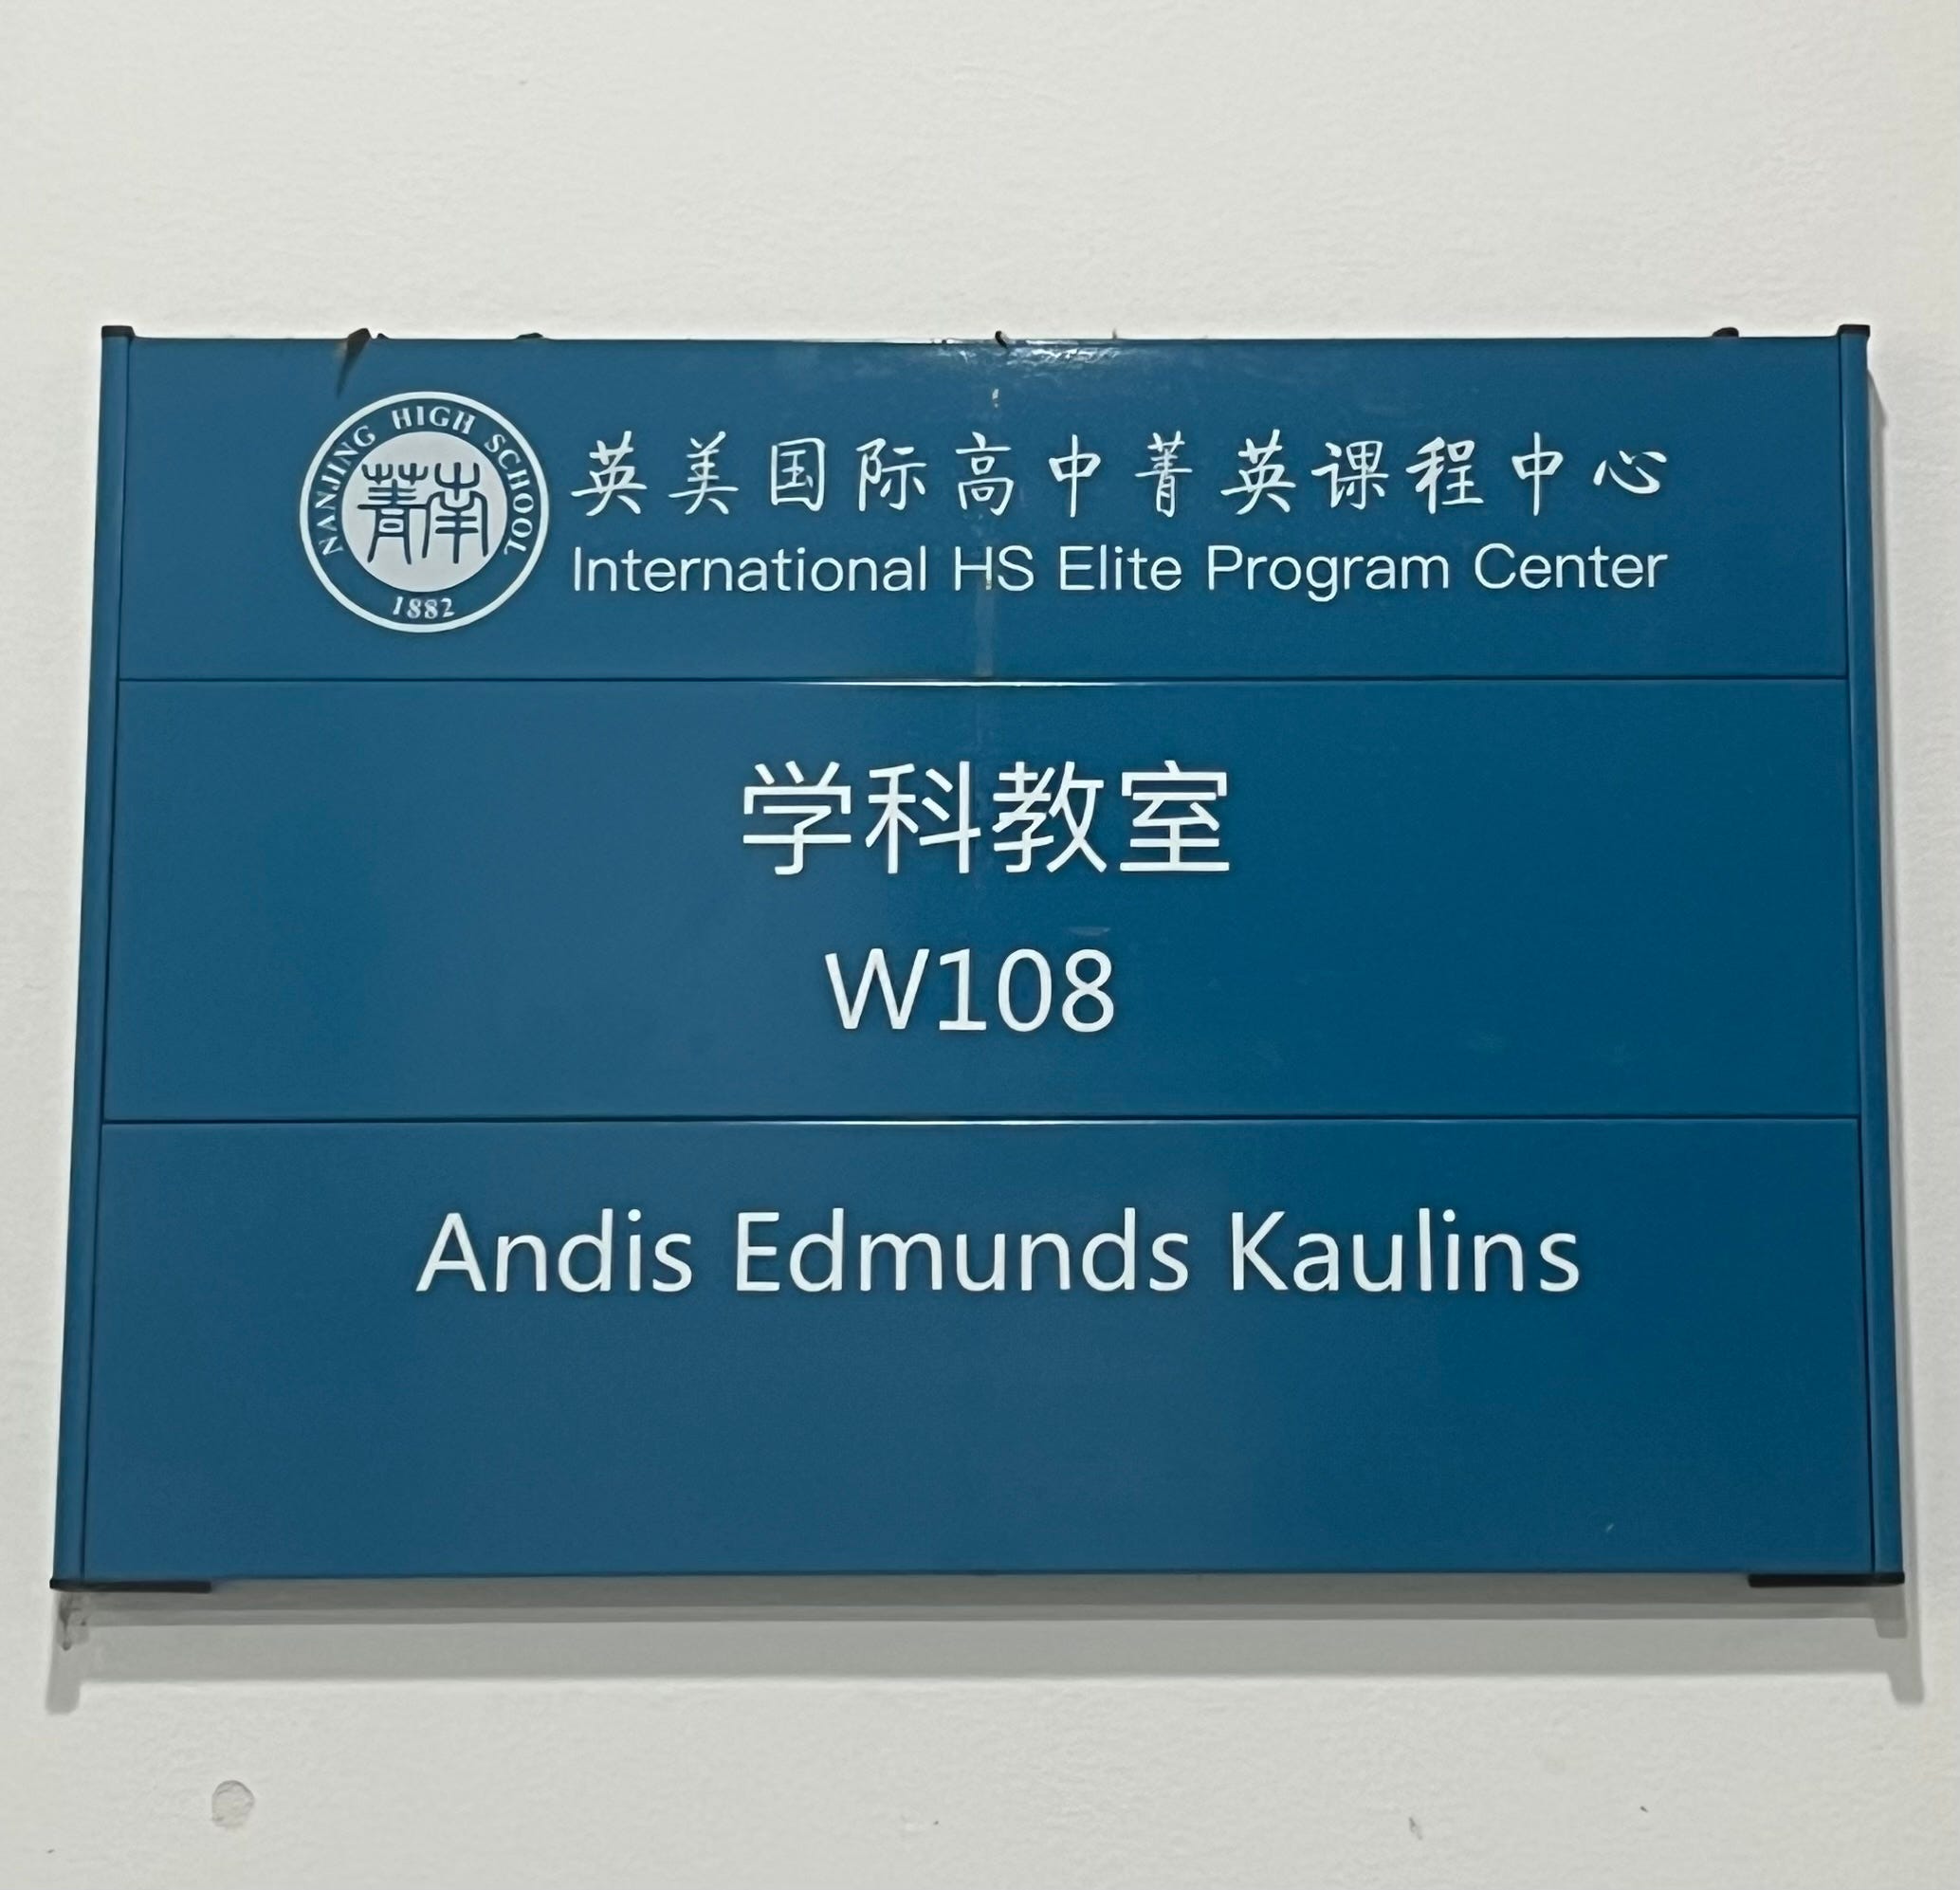 NANJING HIGH SCHOOL
菁南
1882
英美国际高中菁英课程中心
International HS Elite Program Center
学科教室
W108
Andis Edmunds Kaulins